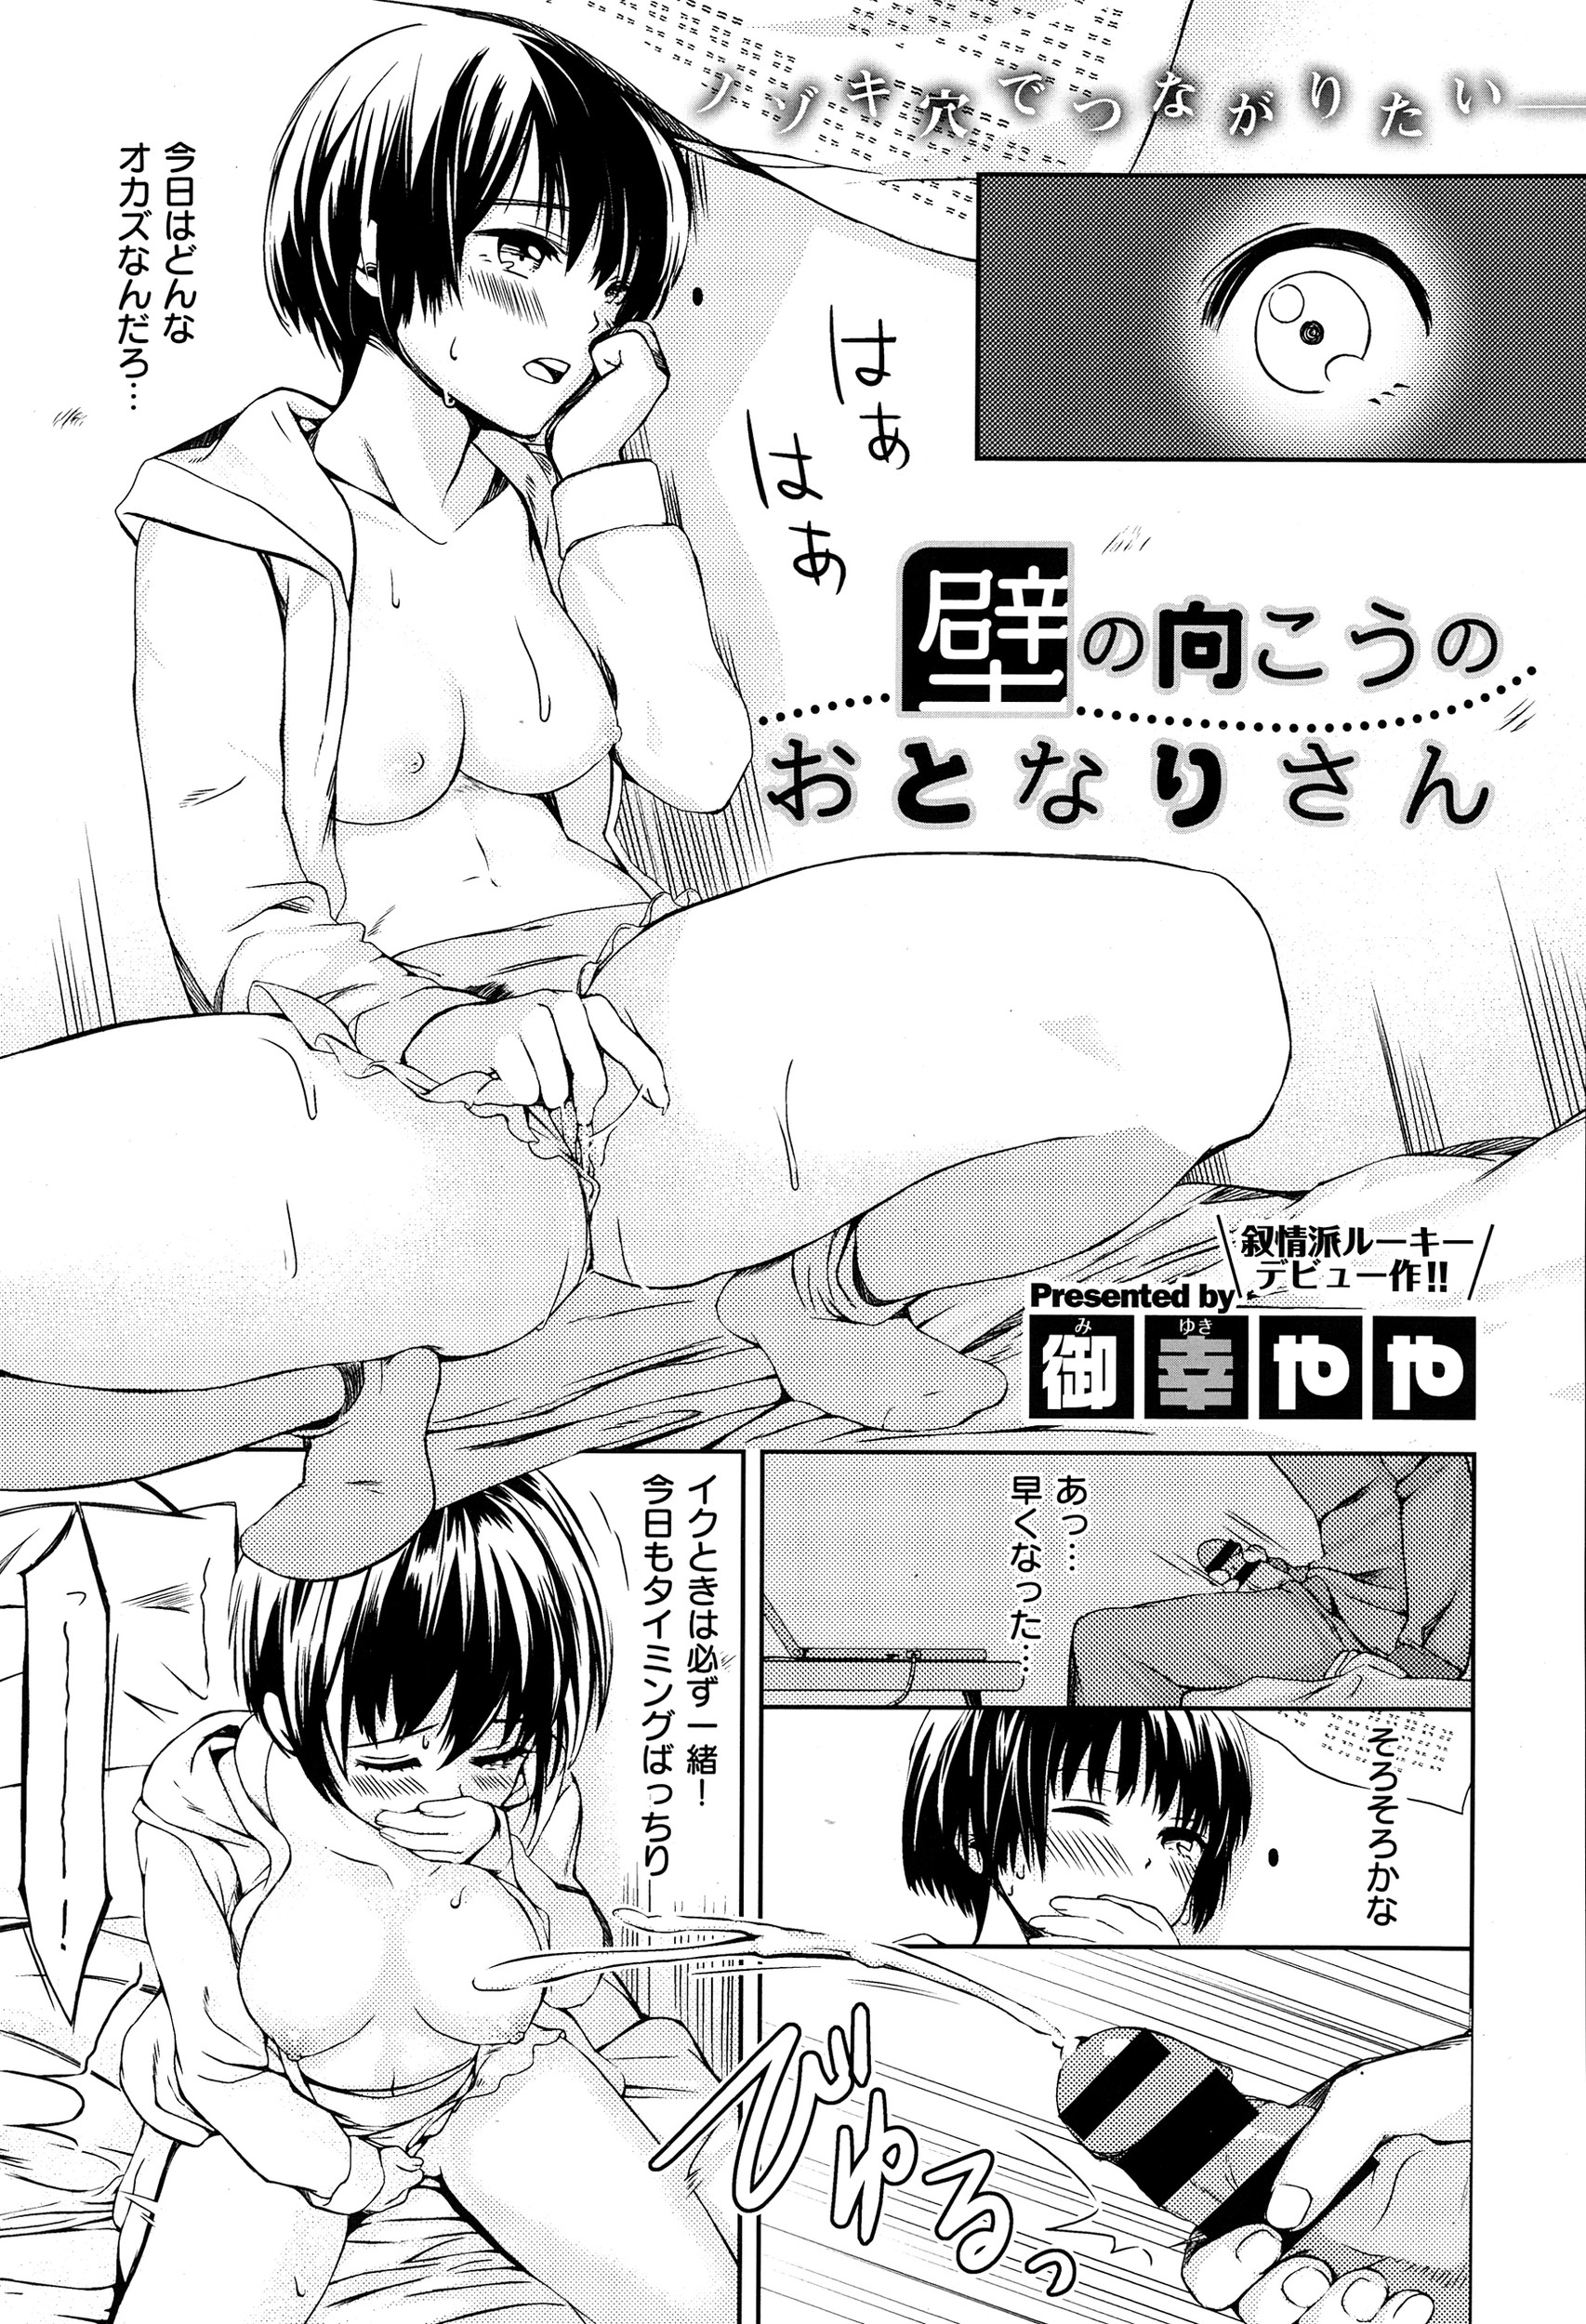 ノゾキ穴でつながりたい──
はぁ
はぁ
今日はどんな
オカズなんだろ…
壁の向こうの
おとなりさん
叙情派ルーキー
デビュー作!!
Presented by
御幸やや
み
ゆき
あっ…
早くなった…
そろそろかな
びゅるっ
イクときは必ず一緒!
今日もタイミングばっちり
っ
!